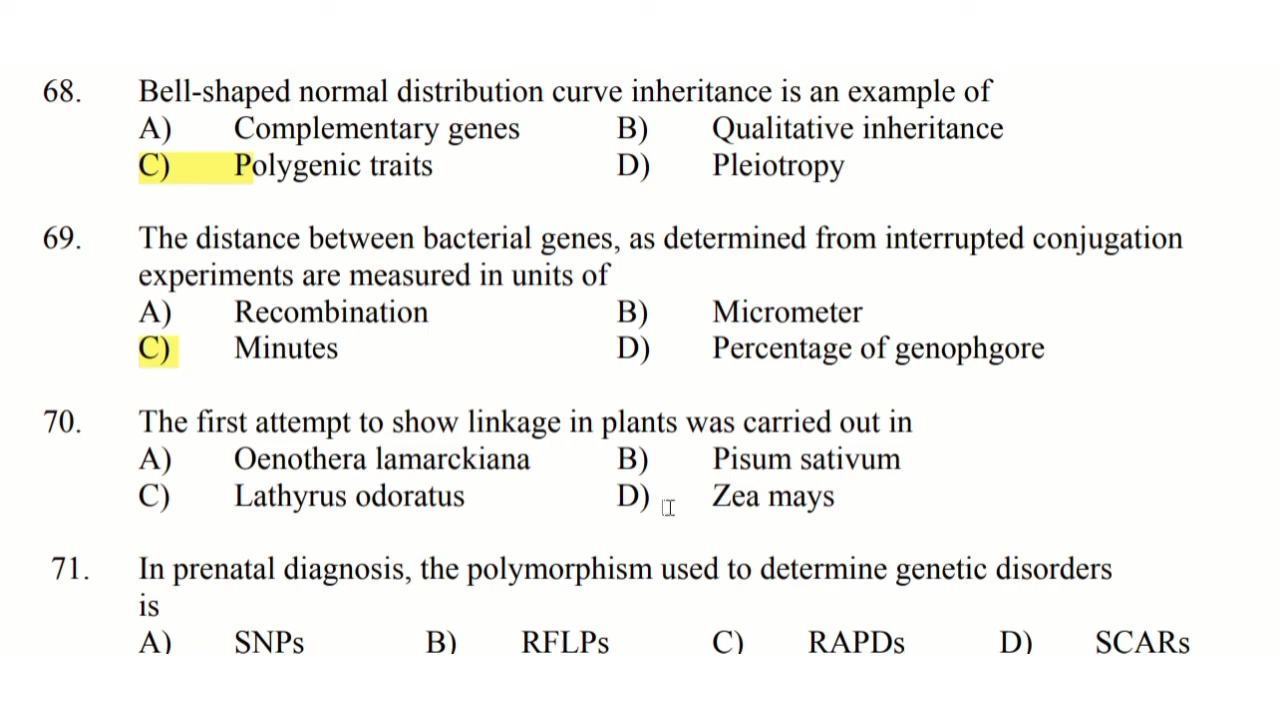 68. Bell-shaped normal distribution curve inheritance is an example of
A) Complementary genes B) Qualitative inheritance
C) Polygenic traits D) Pleiotropy
69. The distance between bacterial genes, as determined from interrupted conjugation
experiments are measured in units of
A) Recombination B) Micrometer
C) Minutes D) Percentage of genophgore
70. The first attempt to show linkage in plants was carried out in
A) Oenothera lamarckiana B) Pisum sativum
C) Lathyrus odoratus D) Zea mays
71. In prenatal diagnosis, the polymorphism used to determine genetic disorders
is
A) SNPs B) RFLPs C) RAPDs D) SCARs